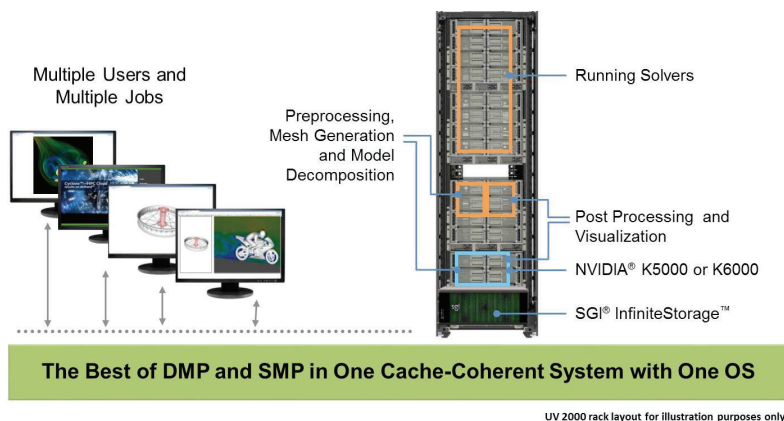 Multiple Users and
Multiple Jobs
Preprocessing,
Mesh Generation
and Model
Decomposition
Running Solvers
Post Processing and
Visualization
NVIDIA® K5000 or K6000
SGI® InfiniteStorage™
The Best of DMP and SMP in One Cache-Coherent System with One OS
UV 2000 rack layout for illustration purposes only